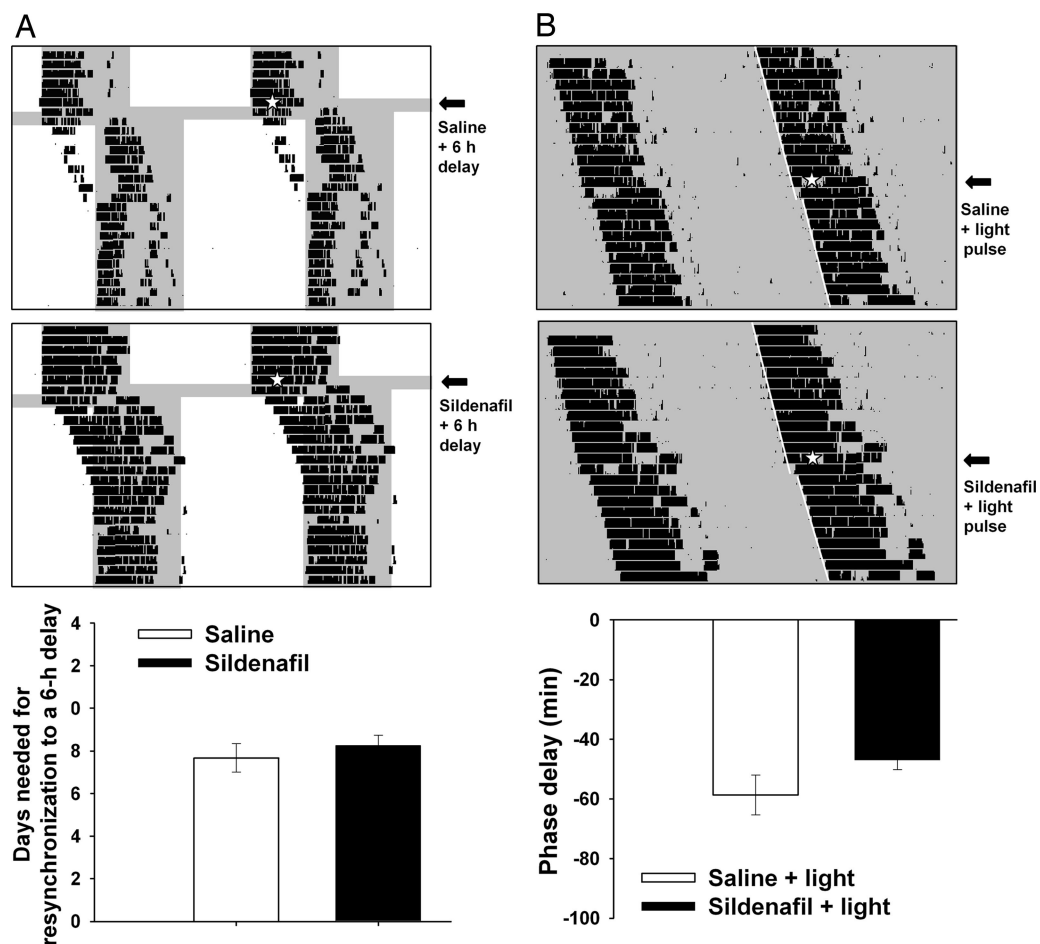 A
Saline
+ 6 h
delay
Sildenafil
+ 6 h
delay
Days needed for
resynchronization to a 6-h delay
4
2
0
8
6
4
2
0
Saline
Sildenafil
B
Saline
+ light
pulse
Sildenafil
+ light
pulse
Phase delay (min)
0
-20
-40
-60
-80
-100
Saline + light
Sildenafil + light